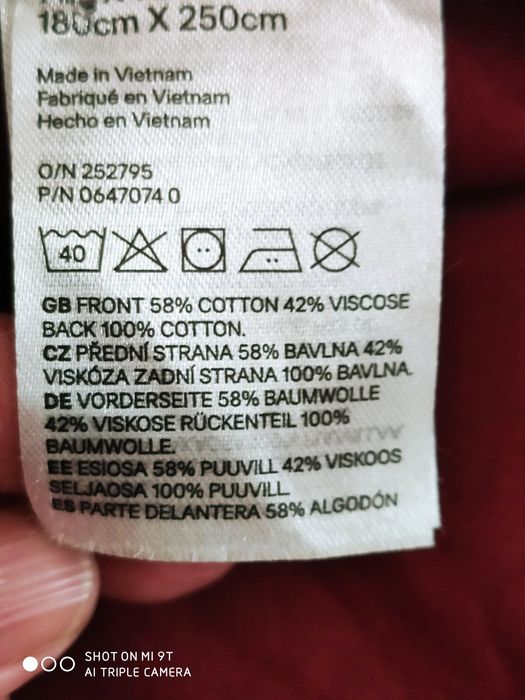 180cm X 250cm
Made in Vietnam
Fabriqué en Vietnam
Hecho en Vietnam
O/N 252795
P/N 0647074 0
40
GB FRONT 58% COTTON 42% VISCOSE
BACK 100% COTTON.
CZ PŘEDNÍ STRANA 58% BAVLNA 42%
VISKÓZA ZADNÍ STRANA 100% BAVLNA.
DE VORDERSEITE 58% BAUMWOLLE
42% VISKOSE RÜCKENTEIL 100%
BAUMWOLLE.
EE ESIOSA 58% PUUVILL 42% VISKOOS
SELJAOSA 100% PUUVILL.
ES PARTE DELANTERA 58% ALGODÓN
SHOT ON MI 9T
AI TRIPLE CAMERA